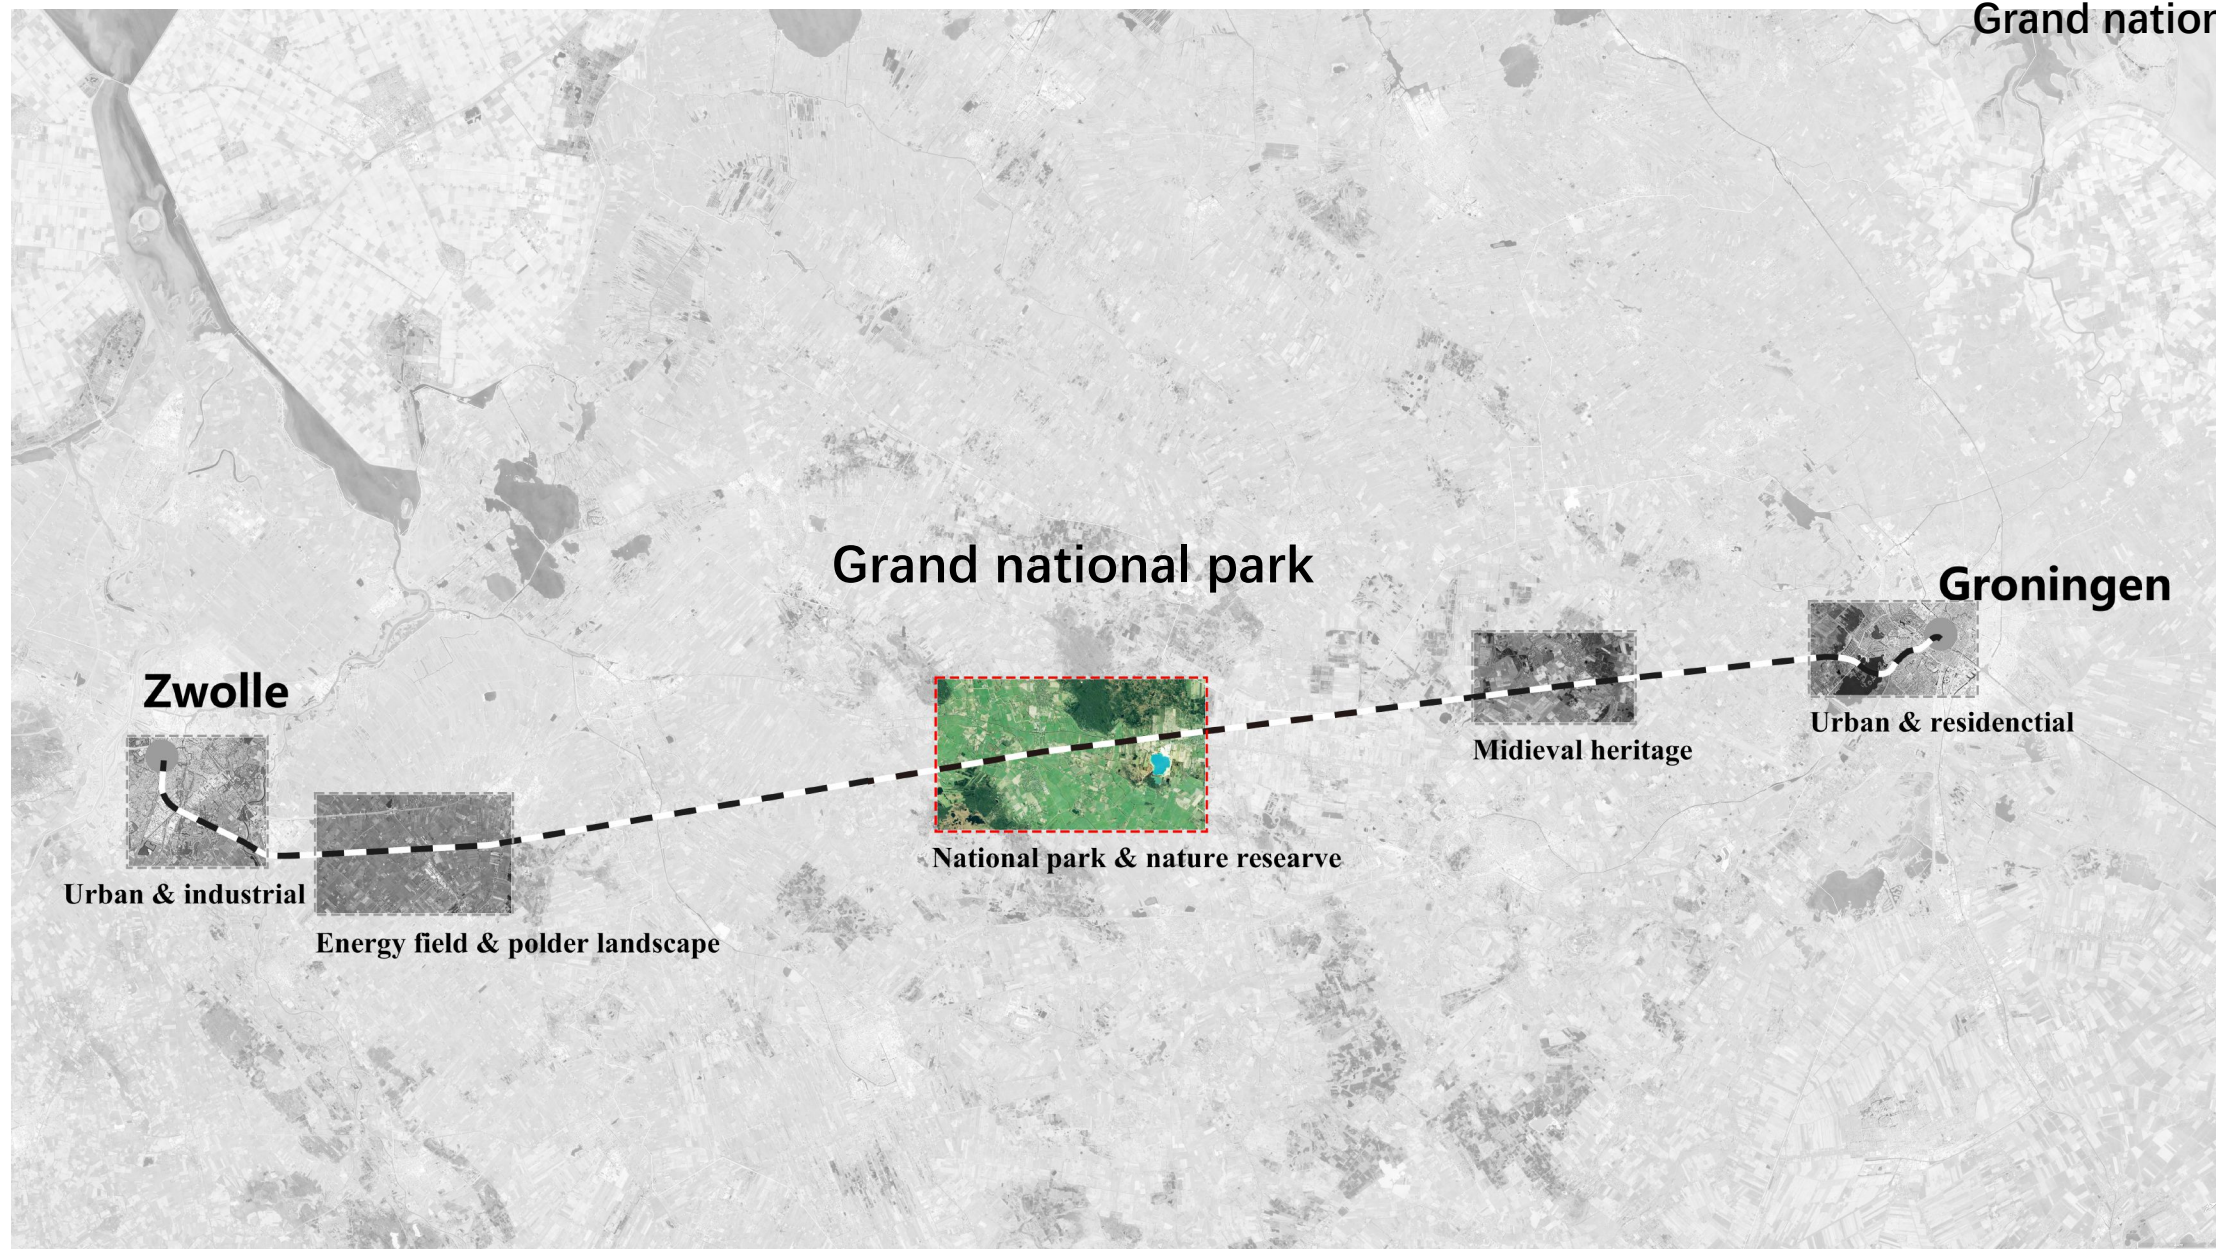 Grand nation
Grand national park
Groningen
Zwolle
Urban & residenctial
Midieval heritage
National park & nature researve
Urban & industrial
Energy field & polder landscape